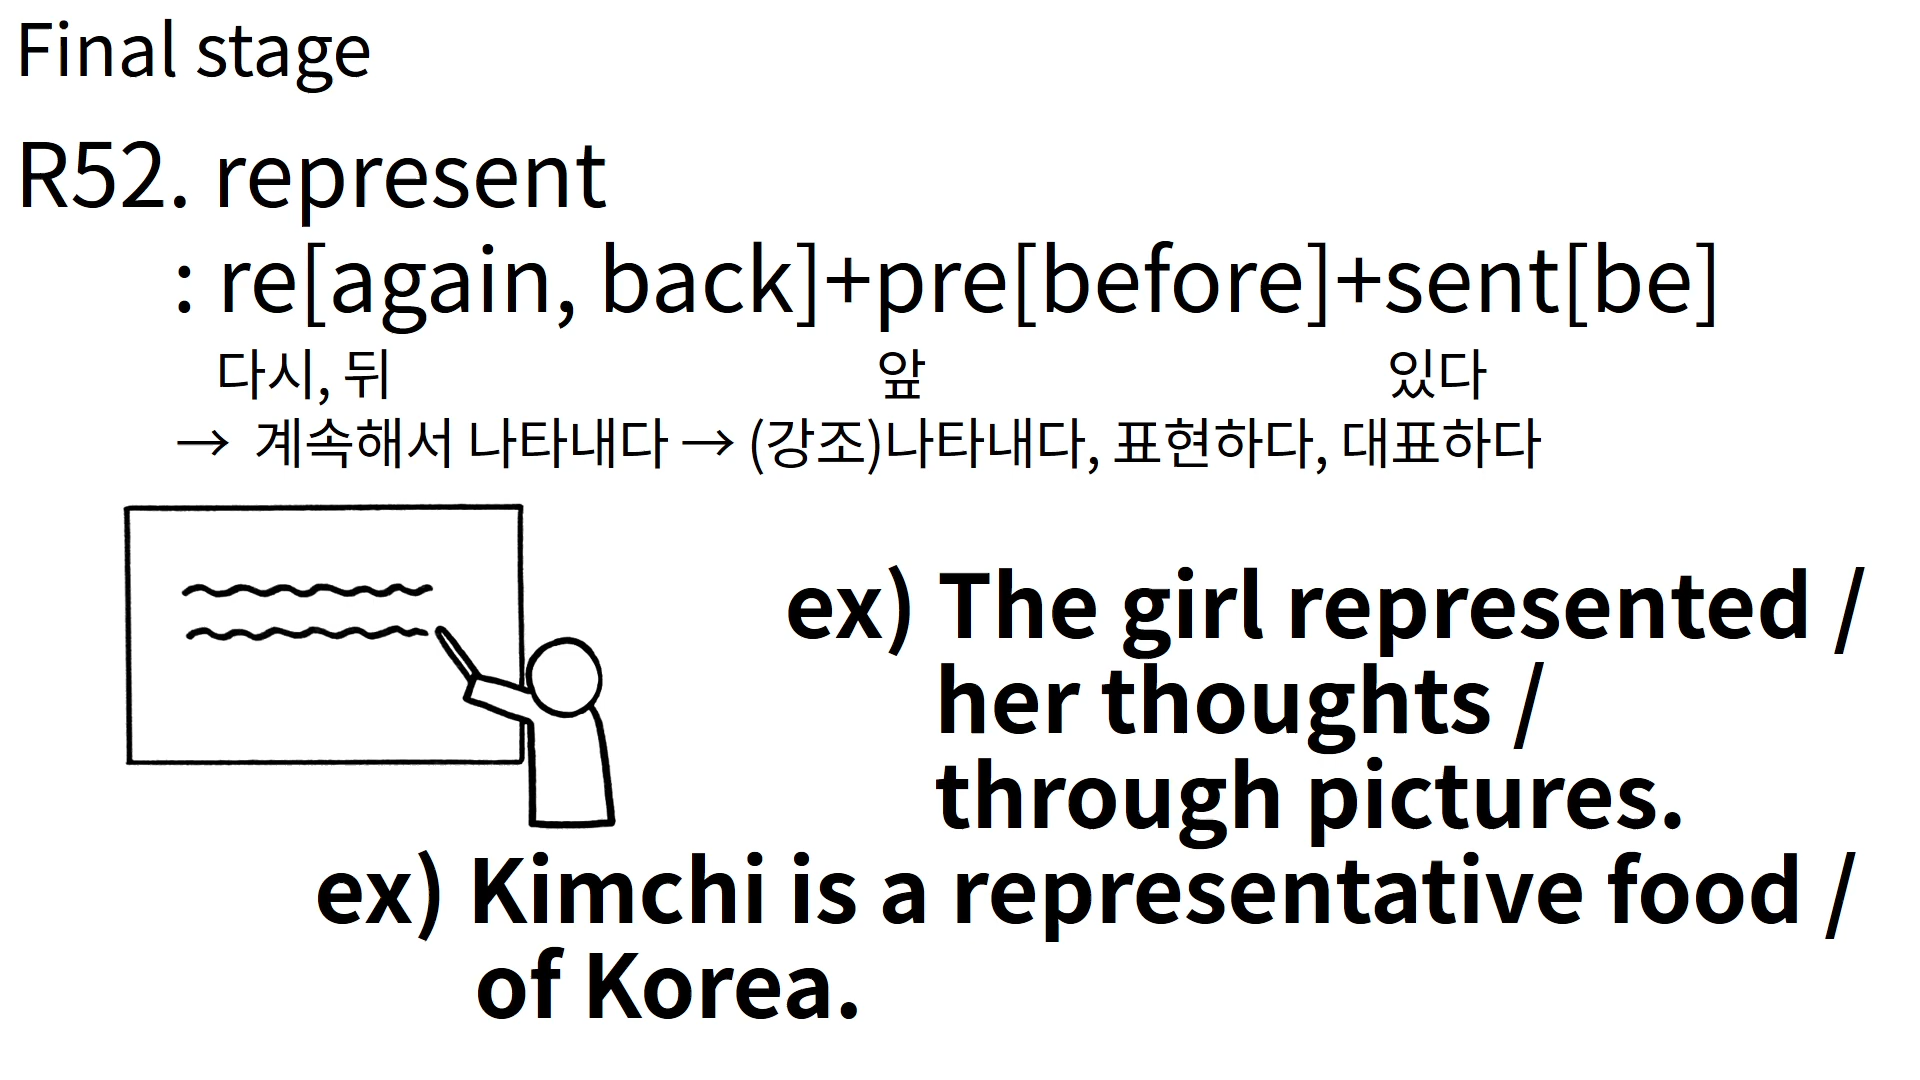 Final stage
R52. represent
: re[again, back]+pre[before]+sent[be]
다시, 뒤 앞 있다
→ 계속해서 나타내다 → (강조)나타내다, 표현하다, 대표하다
ex) The girl represented /
her thoughts /
through pictures.
ex) Kimchi is a representative food /
of Korea.